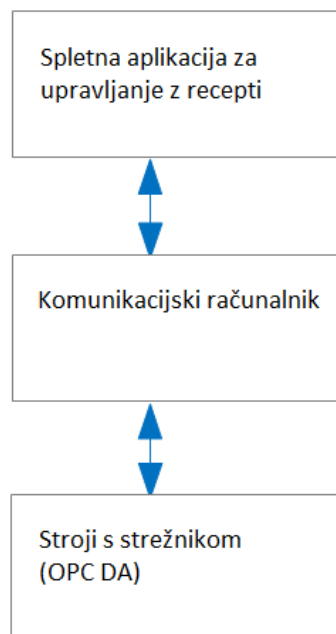 Spletna aplikacija za
upravljanje z recepti
Komunikacijski računalnik
Stroji s strežnikom
(OPC DA)